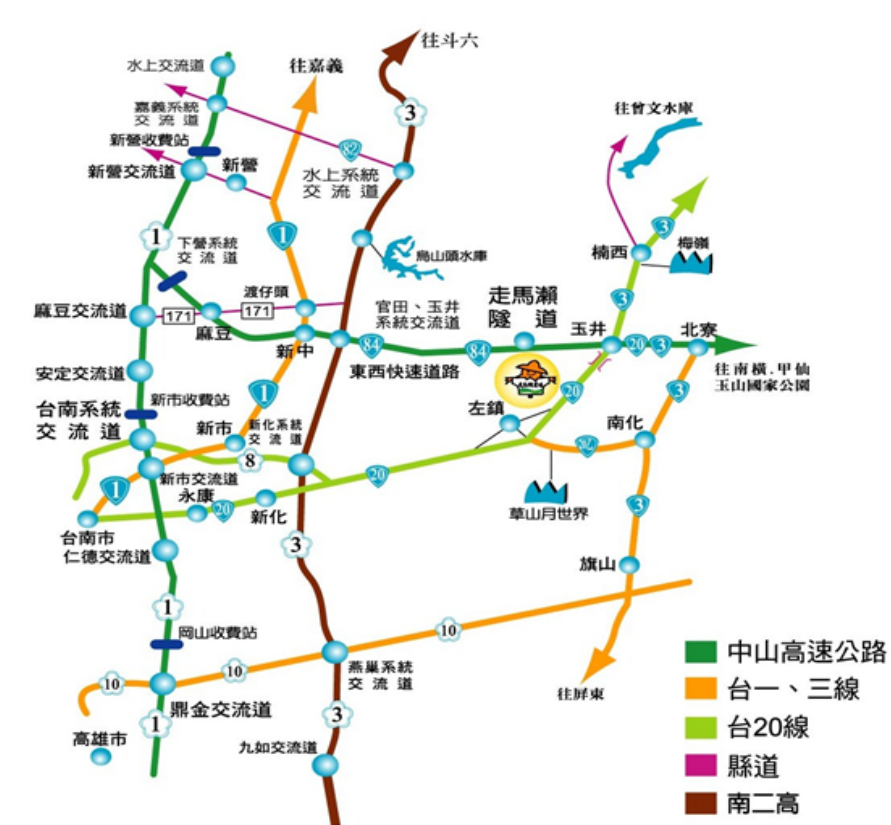 往斗六
水上交流道
往嘉義
嘉義系統
交流道
3
往曾文水庫
新營收費站
82
新營交流道
新營
水上系統
交流道
1
1
下營系統
交流道
烏山頭水庫
3
楠西
梅嶺
渡仔頭
麻豆交流道
171
171
麻豆
官田、玉井
系統交流道
走馬瀨
隧道
3
玉井
北寮
新中
84
84
20
3
東西快速道路
往南橫.甲仙
玉山國家公園
安定交流道
1
20
3
新市收費站
台南系統
交流道
左鎮
新市
新化系統
交流道
南化
8
20
新市交流道
1
20
永康
20
新化
草山月世界
3
台南市
仁德交流道
3
旗山
1
岡山收費站
10
10
10
燕巢系統
交流道
往屏東
鼎金交流道
1
3
高雄市
九如交流道
中山高速公路
台一、三線
台20線
縣道
南二高